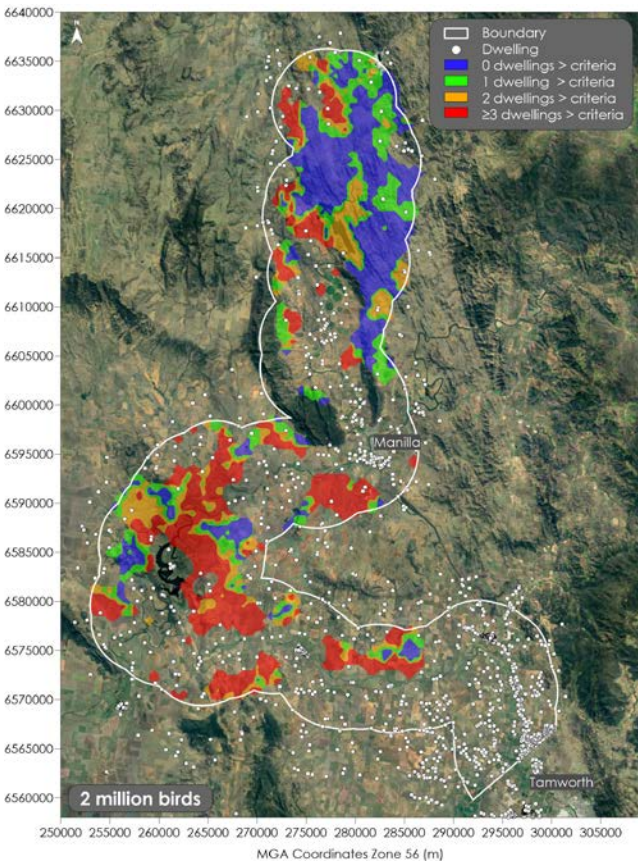 6640000
N
Boundary
Dwelling
0 dwellings > criteria
1 dwelling > criteria
2 dwellings > criteria
≥3 dwellings > criteria
6635000
6630000
6625000
6620000
6615000
6610000
6605000
6600000
Manilla
6595000
6590000
6585000
6580000
6575000
6570000
6565000
Tamworth
6560000
2 million birds
250000 255000 260000 265000 270000 275000 280000 285000 290000 295000 300000 305000
MGA Coordinates Zone 56 (m)